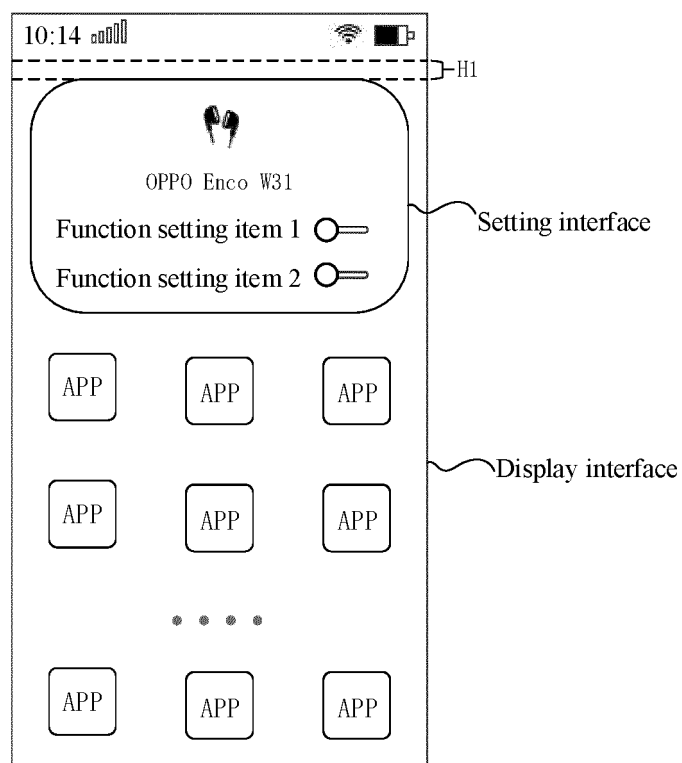 10:14
H1
OPPO Enco W31
Function setting item 1
Setting interface
Function setting item 2
APP APP APP
Display interface
APP APP APP
APP APP APP